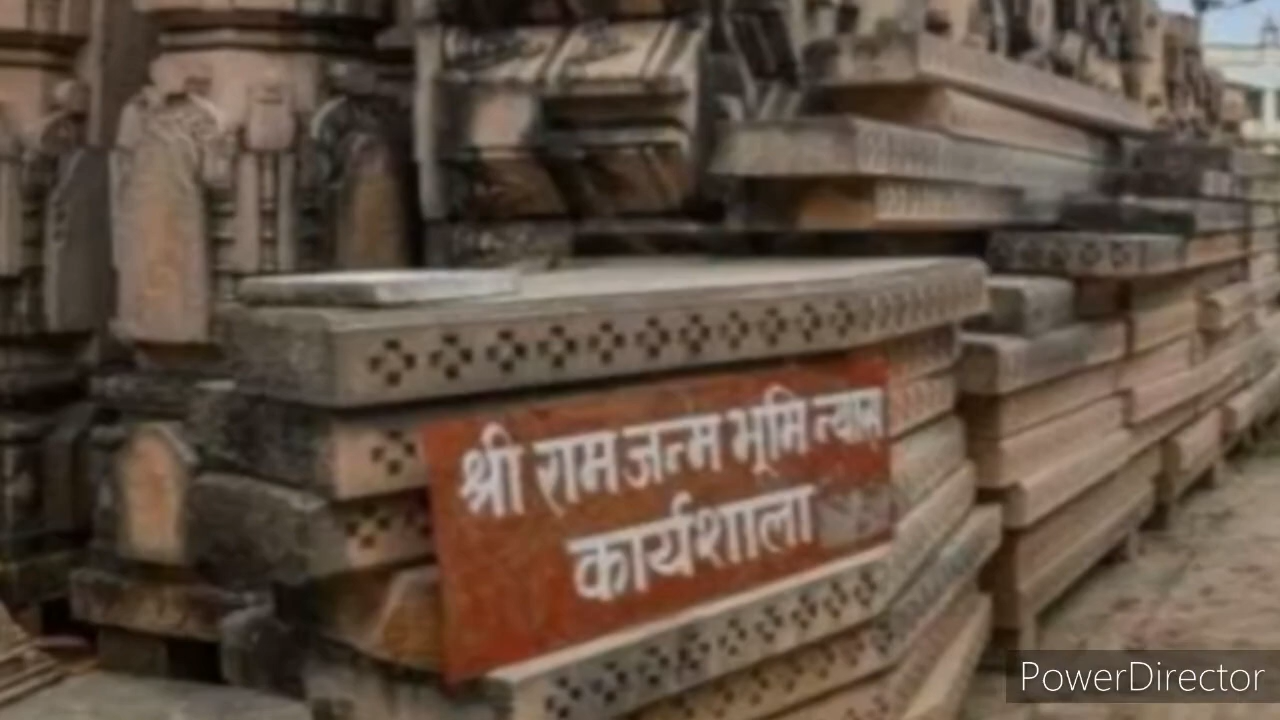 श्री राम जन्म भूमि न्यास
कार्यशाला
PowerDirector